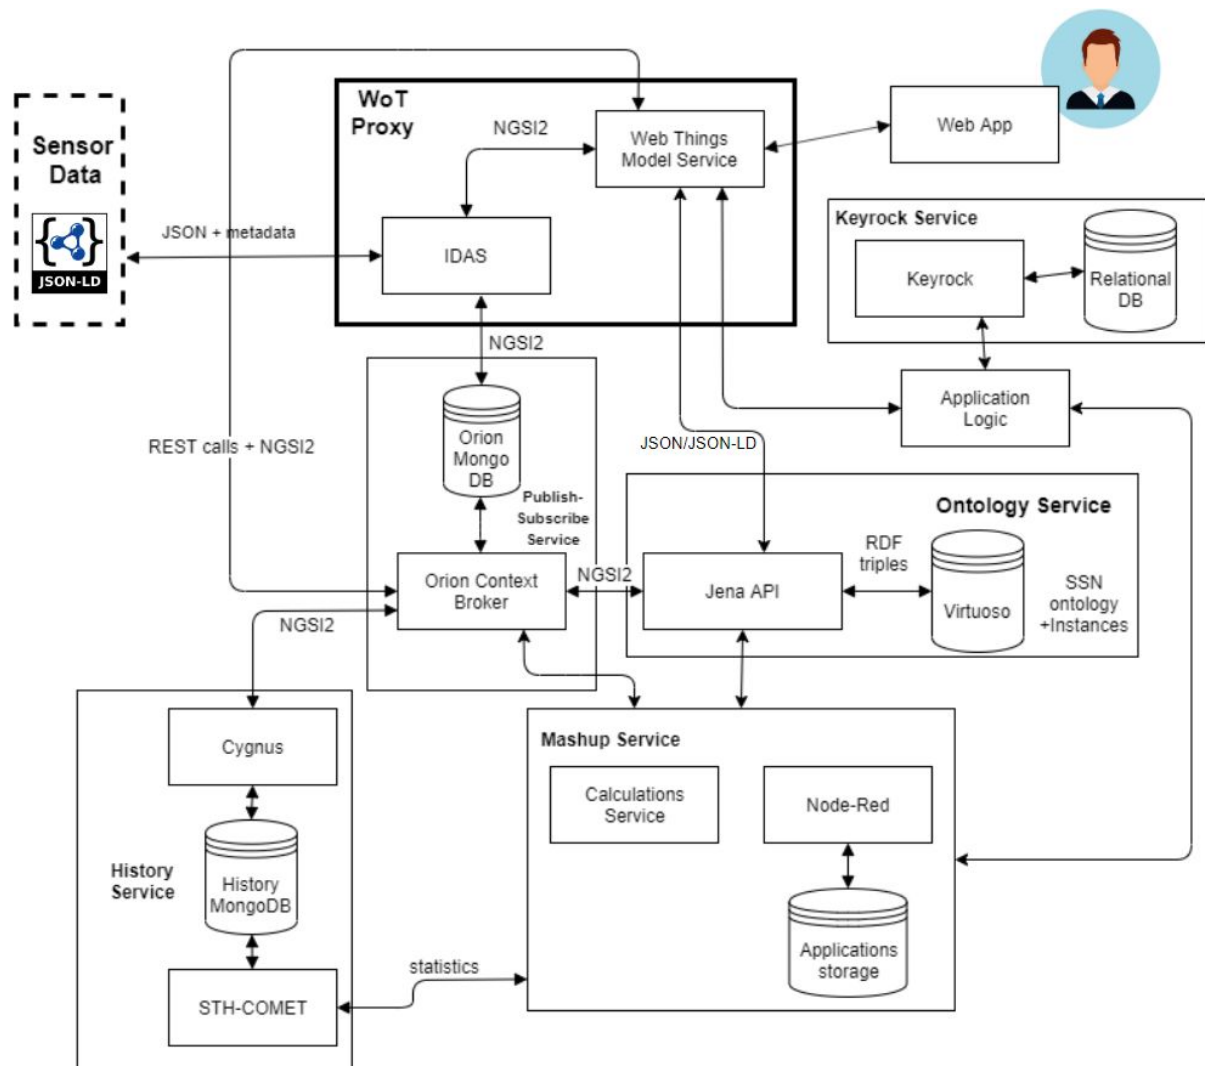 WoT
Proxy
NGSI2
Web Things
Model Service
Web App
Sensor
Data
{ }
JSON-LD
JSON + metadata
IDAS
Keyrock Service
Keyrock
Relational
DB
NGSI2
Application
Logic
REST calls + NGSI2
Orion
Mongo
DB
JSON/JSON-LD
Publish-
Subscribe
Service
Ontology Service
RDF
triples
Orion Context
Broker
NGSI2
Jena API
Virtuoso
SSN
ontology
+Instances
NGSI2
Cygnus
Mashup Service
Calculations
Service
Node-Red
History
Service
History
MongoDB
Applications
storage
statistics
STH-COMET